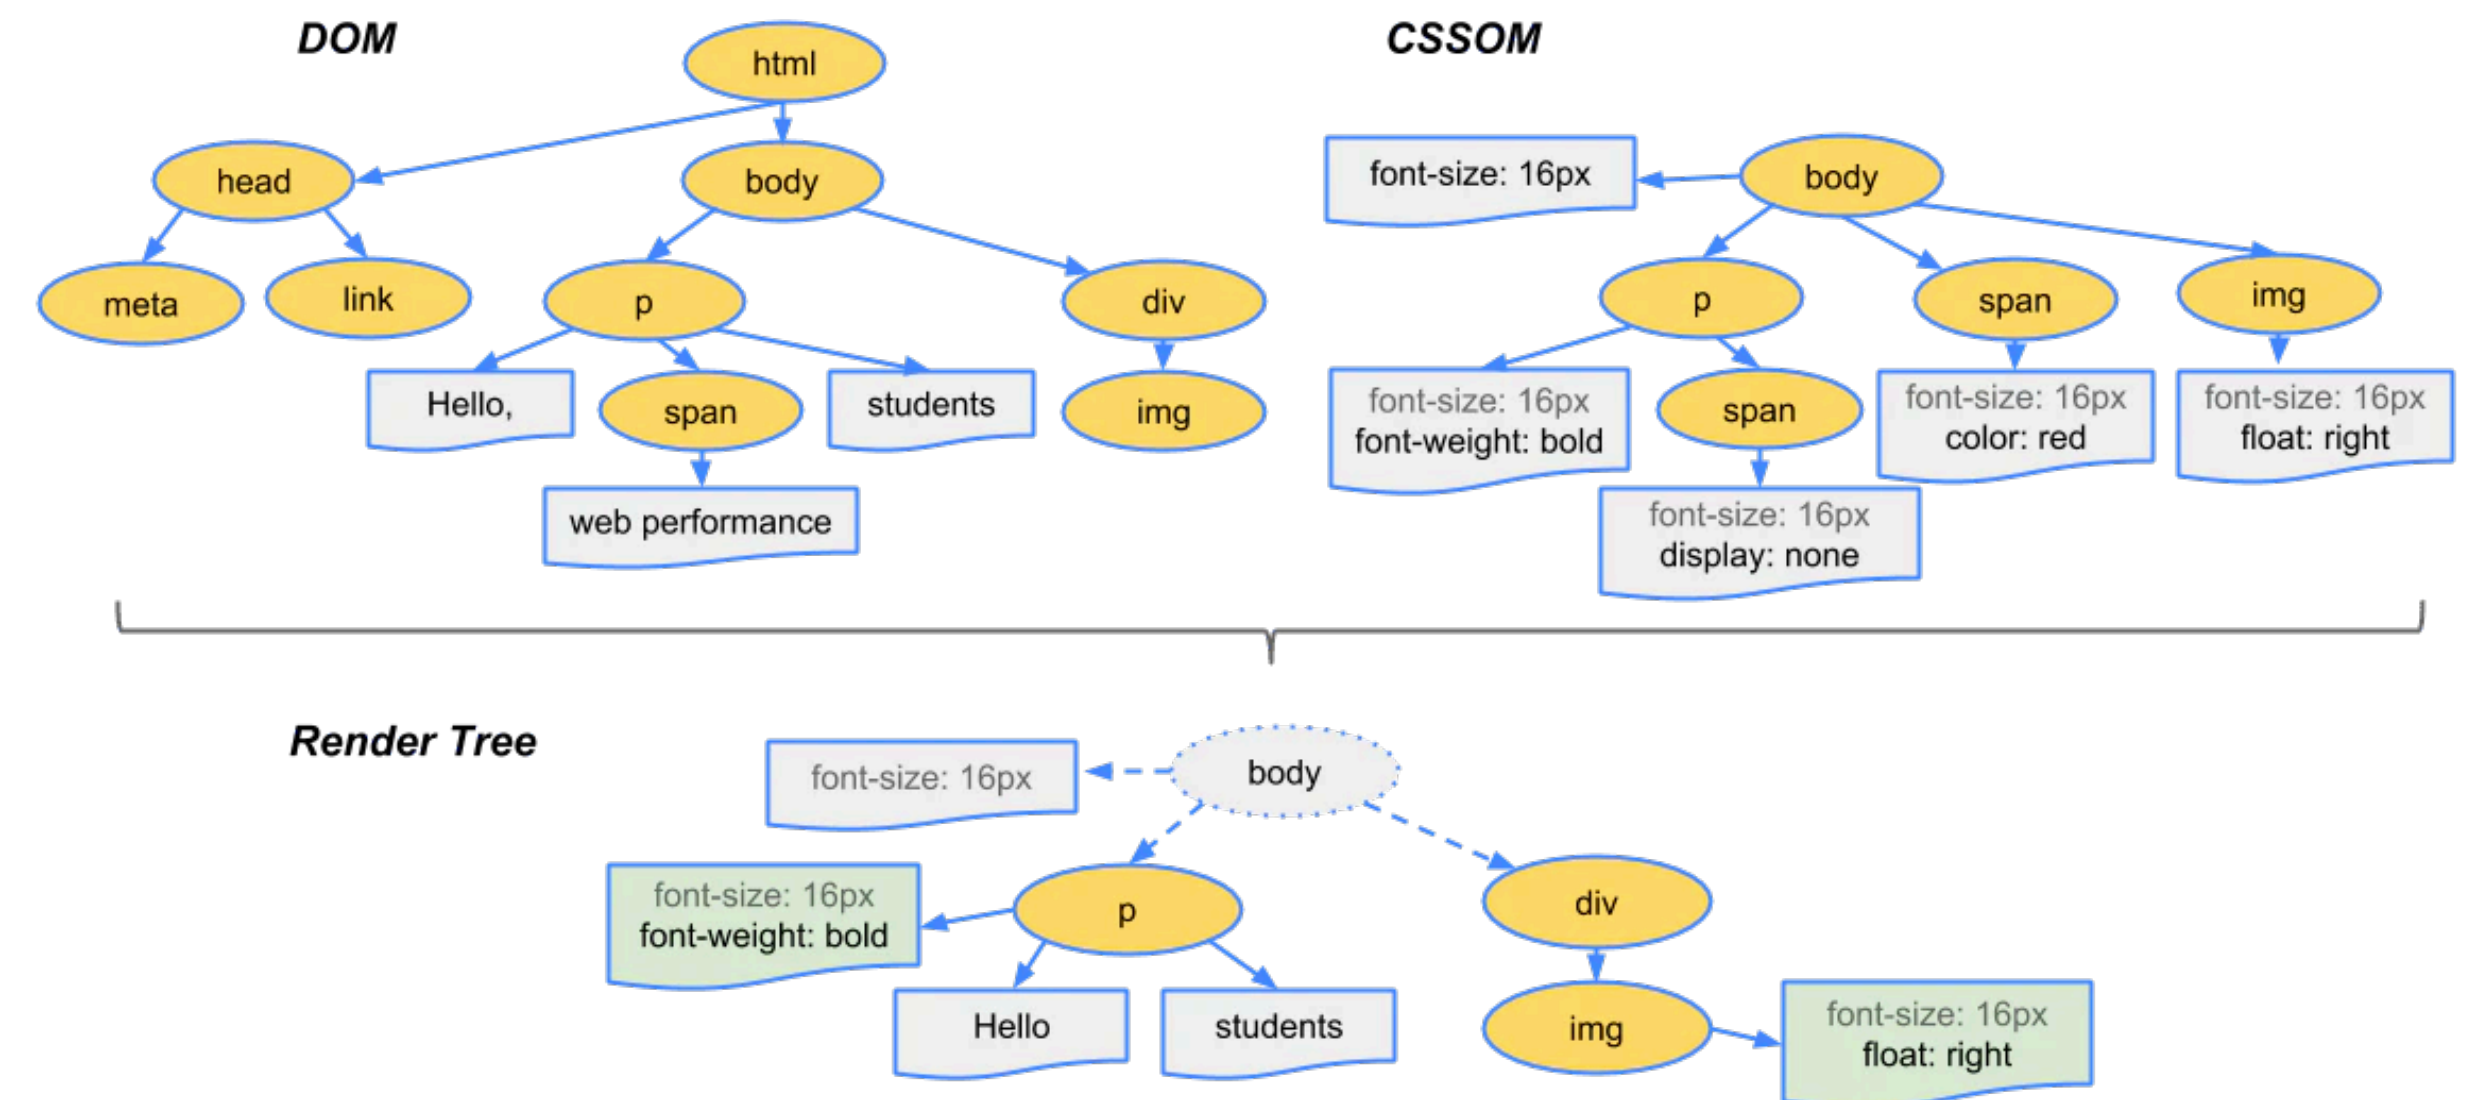 DOM
html
head
body
meta
link
p
div
Hello,
span
students
img
web performance
CSSOM
font-size: 16px
body
p
span
img
font-size: 16px
font-weight: bold
span
font-size: 16px
color: red
font-size: 16px
float: right
font-size: 16px
display: none
Render Tree
font-size: 16px
body
font-size: 16px
font-weight: bold
p
div
Hello
students
img
font-size: 16px
float: right